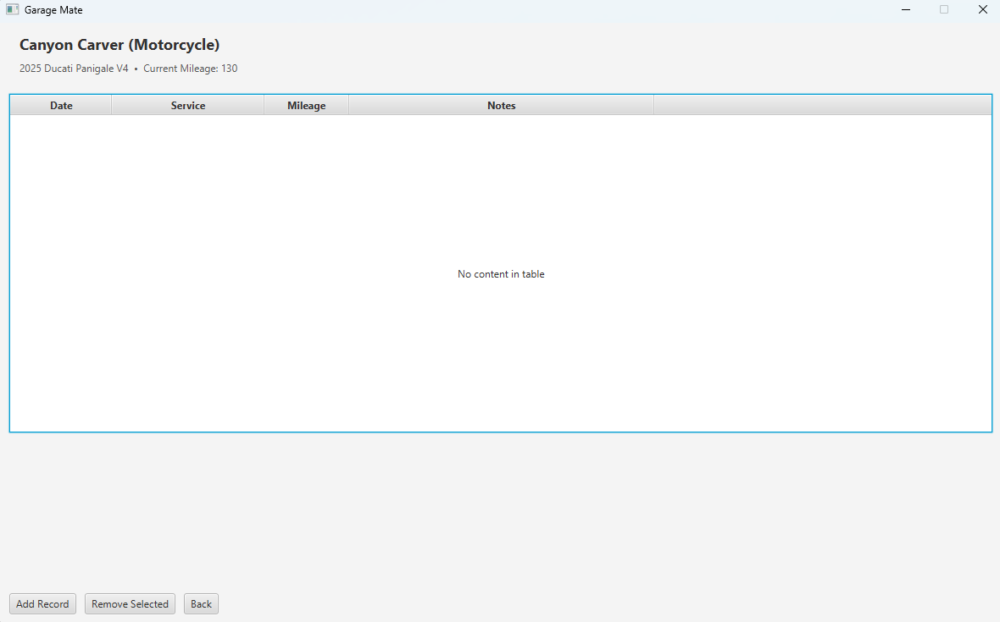 Garage Mate
Canyon Carver (Motorcycle)
2025 Ducati Panigale V4 • Current Mileage: 130
Date Service Mileage Notes
No content in table
Add Record Remove Selected Back